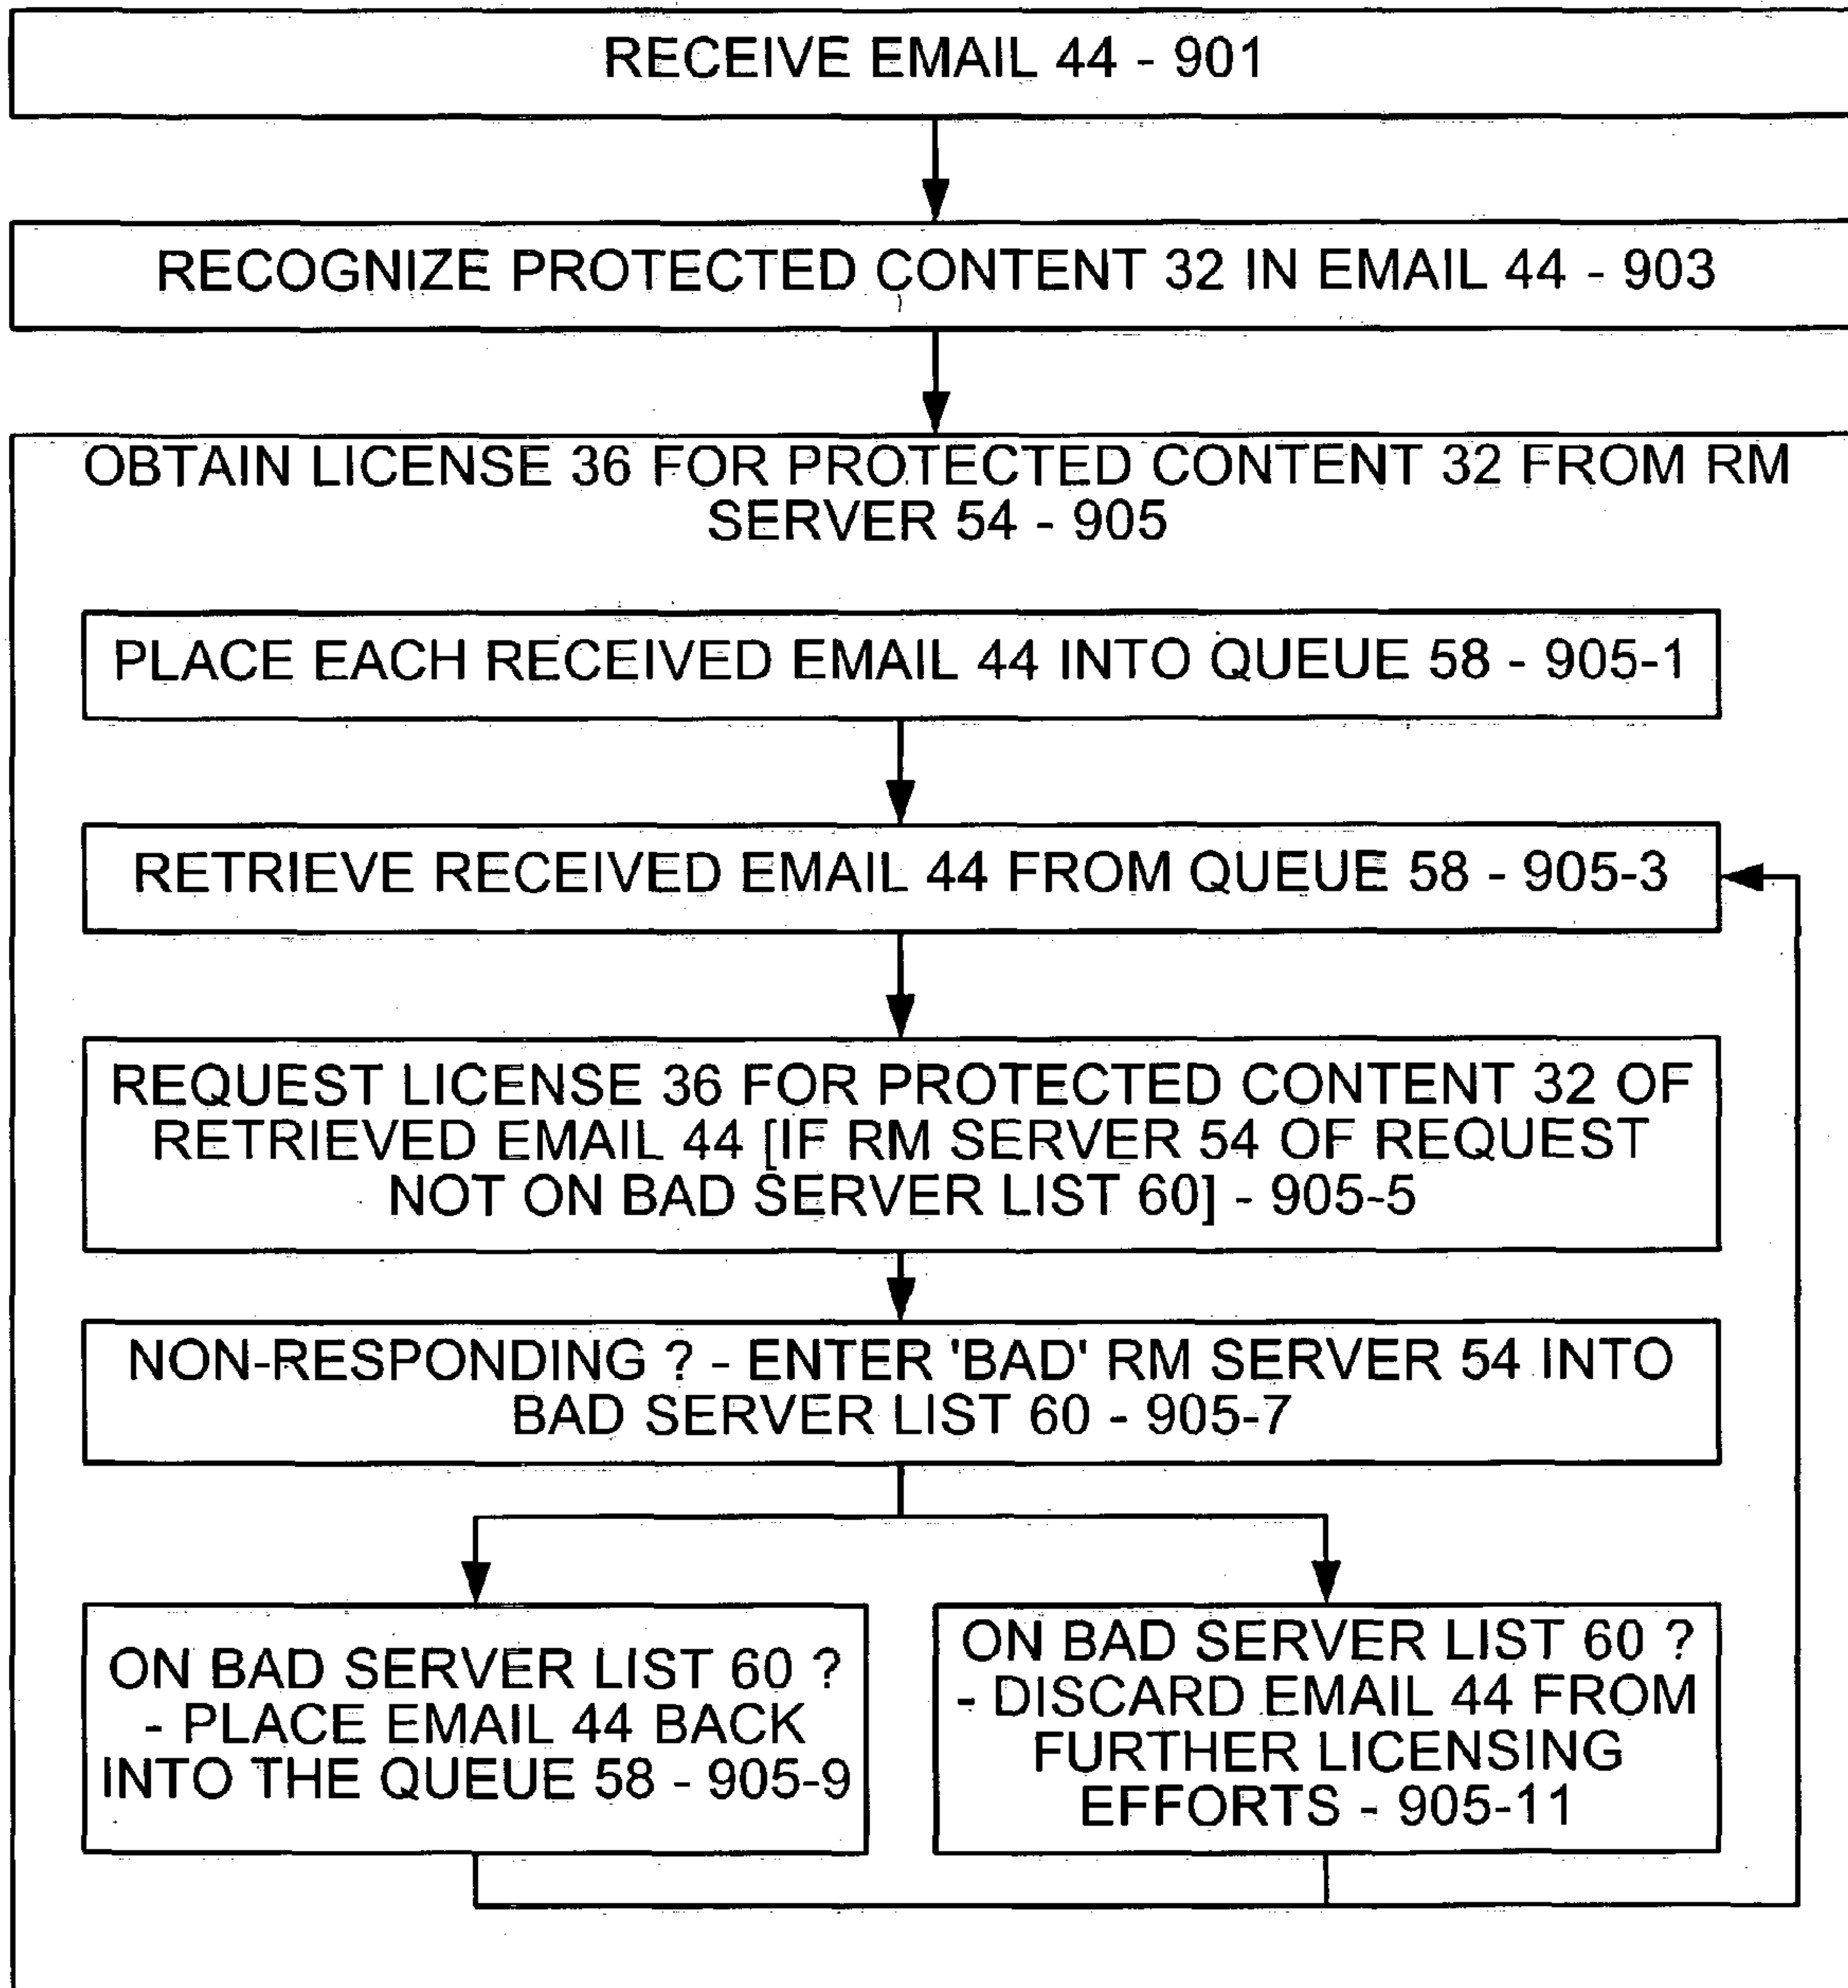 RECEIVE EMAIL 44 - 901
RECOGNIZE PROTECTED CONTENT 32 IN EMAIL 44 - 903
OBTAIN LICENSE 36 FOR PROTECTED CONTENT 32 FROM RM
SERVER 54 - 905
PLACE EACH RECEIVED EMAIL 44 INTO QUEUE 58 - 905-1
RETRIEVE RECEIVED EMAIL 44 FROM QUEUE 58 - 905-3
REQUEST LICENSE 36 FOR PROTECTED CONTENT 32 OF
RETRIEVED EMAIL 44 [IF RM SERVER 54 OF REQUEST
NOT ON BAD SERVER LIST 60] - 905-5
NON-RESPONDING ? - ENTER 'BAD' RM SERVER 54 INTO
BAD SERVER LIST 60 - 905-7
ON BAD SERVER LIST 60 ?
- PLACE EMAIL 44 BACK
INTO THE QUEUE 58 - 905-9
ON BAD SERVER LIST 60 ?
- DISCARD EMAIL 44 FROM
FURTHER LICENSING
EFFORTS - 905-11